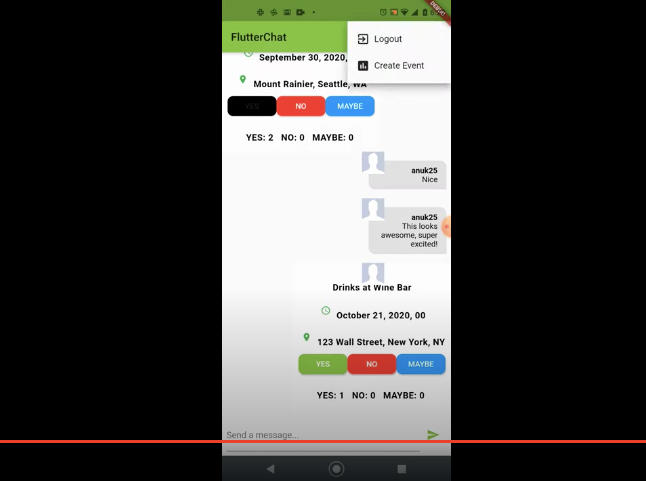 DEBUG
FlutterChat
Logout
Create Event
September 30, 2020,
Mount Rainier, Seattle, WA
YES NO MAYBE
YES: 2 NO: 0 MAYBE: 0
anuk25
Nice
anuk25
This looks
awesome, super
excited!
Drinks at Wine Bar
October 21, 2020, 00
123 Wall Street, New York, NY
YES NO MAYBE
YES: 1 NO: 0 MAYBE: 0
Send a message...